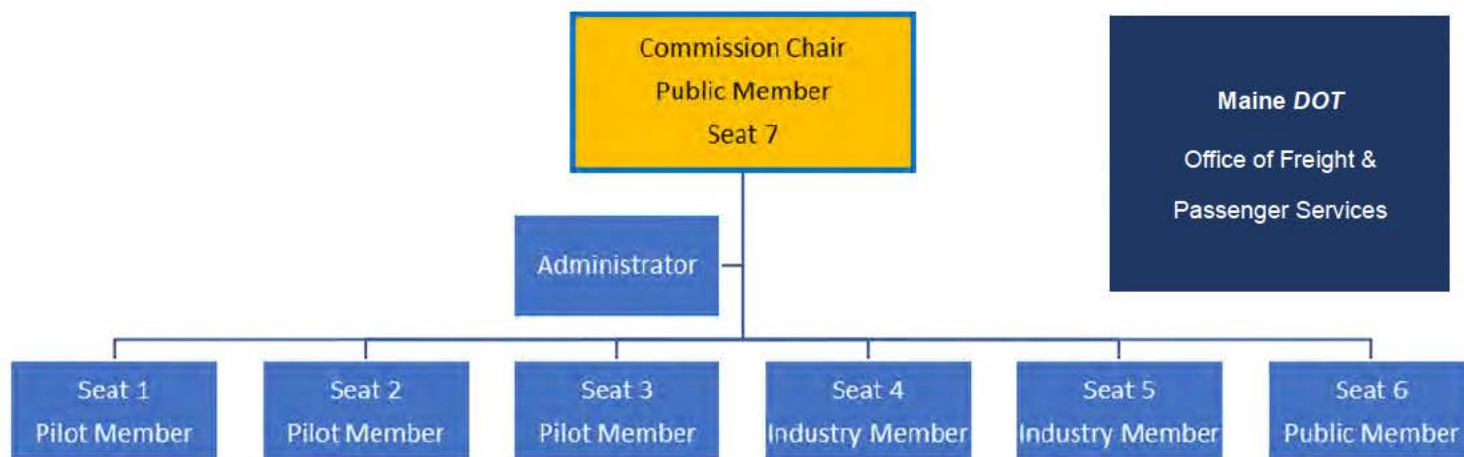 Commission Chair
Public Member
Seat 7
Maine DOT
Office of Freight &
Passenger Services
Administrator
Seat 1
Pilot Member
Seat 2
Pilot Member
Seat 3
Pilot Member
Seat 4
Industry Member
Seat 5
Industry Member
Seat 6
Public Member